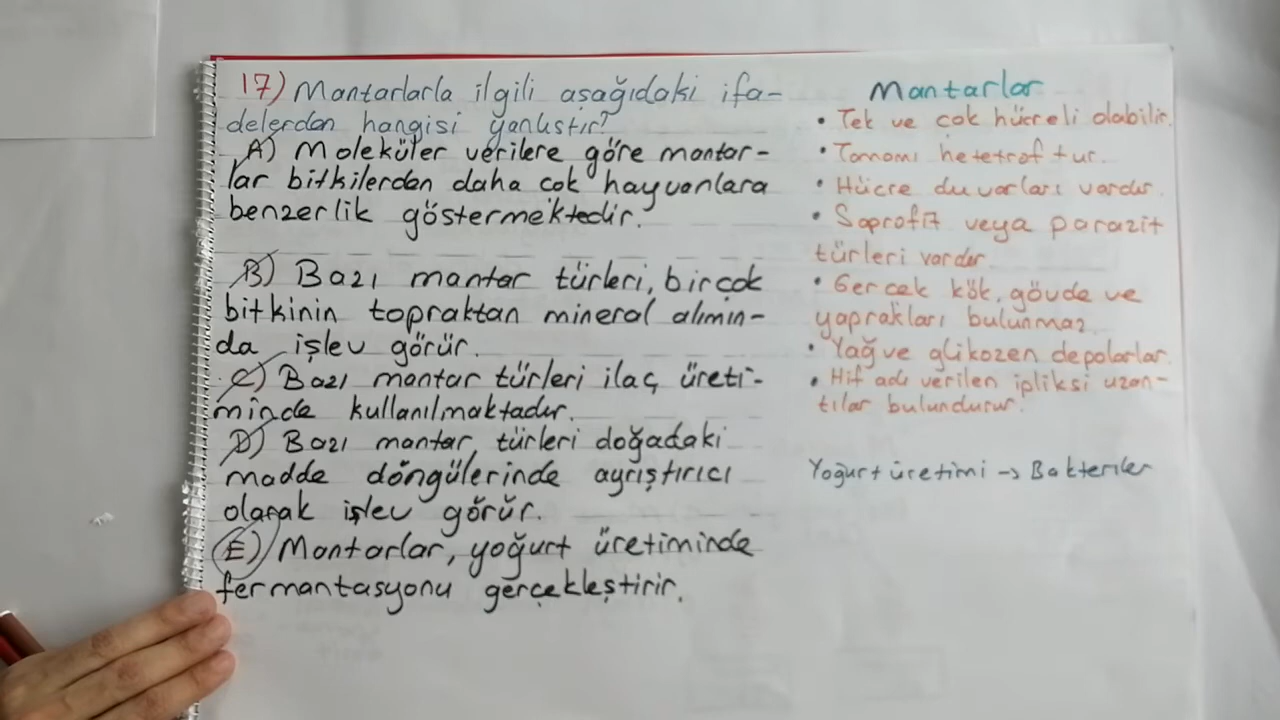 17) Mantarlarla ilgili aşağıdaki ifa-
delerden hangisi yanlıştır?
A) Moleküler verilere göre mantar-
lar bitkilerden daha çok hayvanlara
benzerlik göstermektedir.
B) Bazı mantar türleri, birçok
bitkinin topraktan mineral alımın-
da işlev görür.
C) Bazı mantar türleri ilaç üreti-
minde kullanılmaktadır.
D) Bazı mantar türleri doğadaki
madde döngülerinde ayrıştırıcı
olarak işlev görür.
E) Mantarlar, yoğurt üretiminde
fermantasyonu gerçekleştirir.
Mantarlar
• Tek ve çok hücreli olabilir.
• Tamamı hetetroftur.
• Hücre duvarları vardır.
• Saprofit veya parazit
türleri vardır.
• Gerçek kök, gövde ve
yaprakları bulunmaz.
• Yağ ve glikozen depolarlar.
• Hif adı verilen ipliksi uzan-
tılar bulundurur.
Yoğurt üretimi → Bakteriler